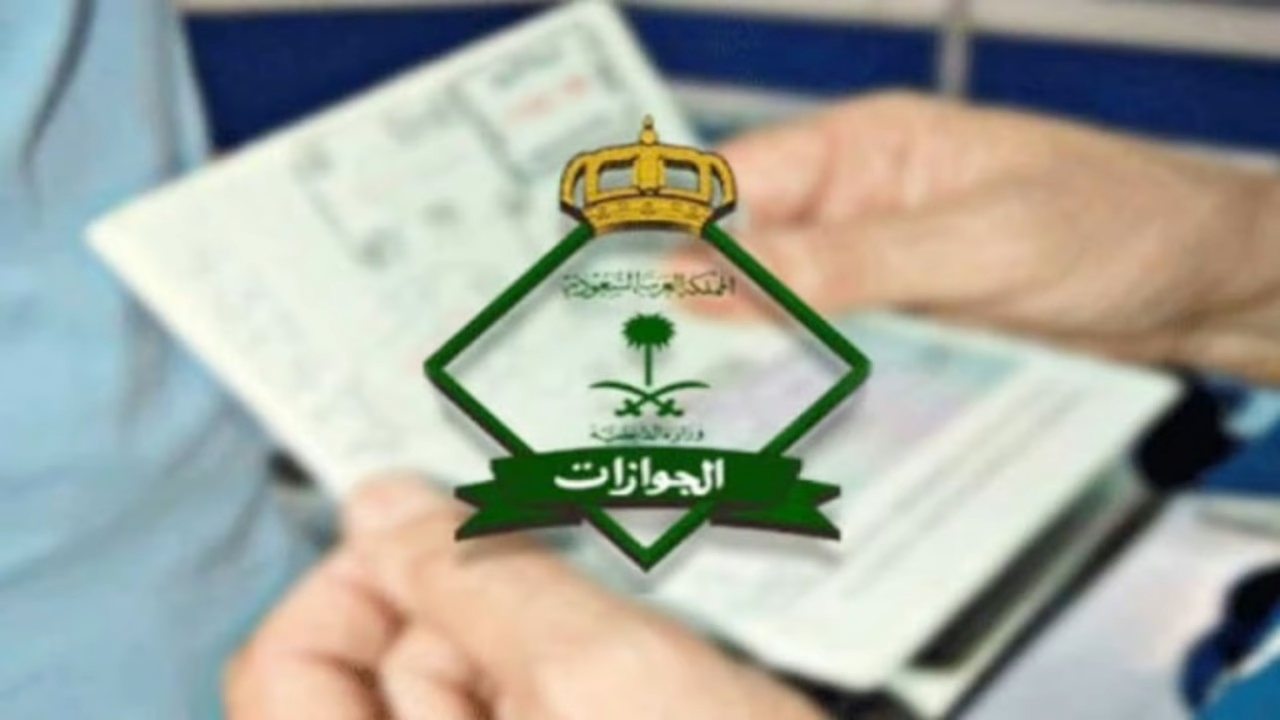 المملكة العربية السعودية
وزارة الداخلية
الجوازات